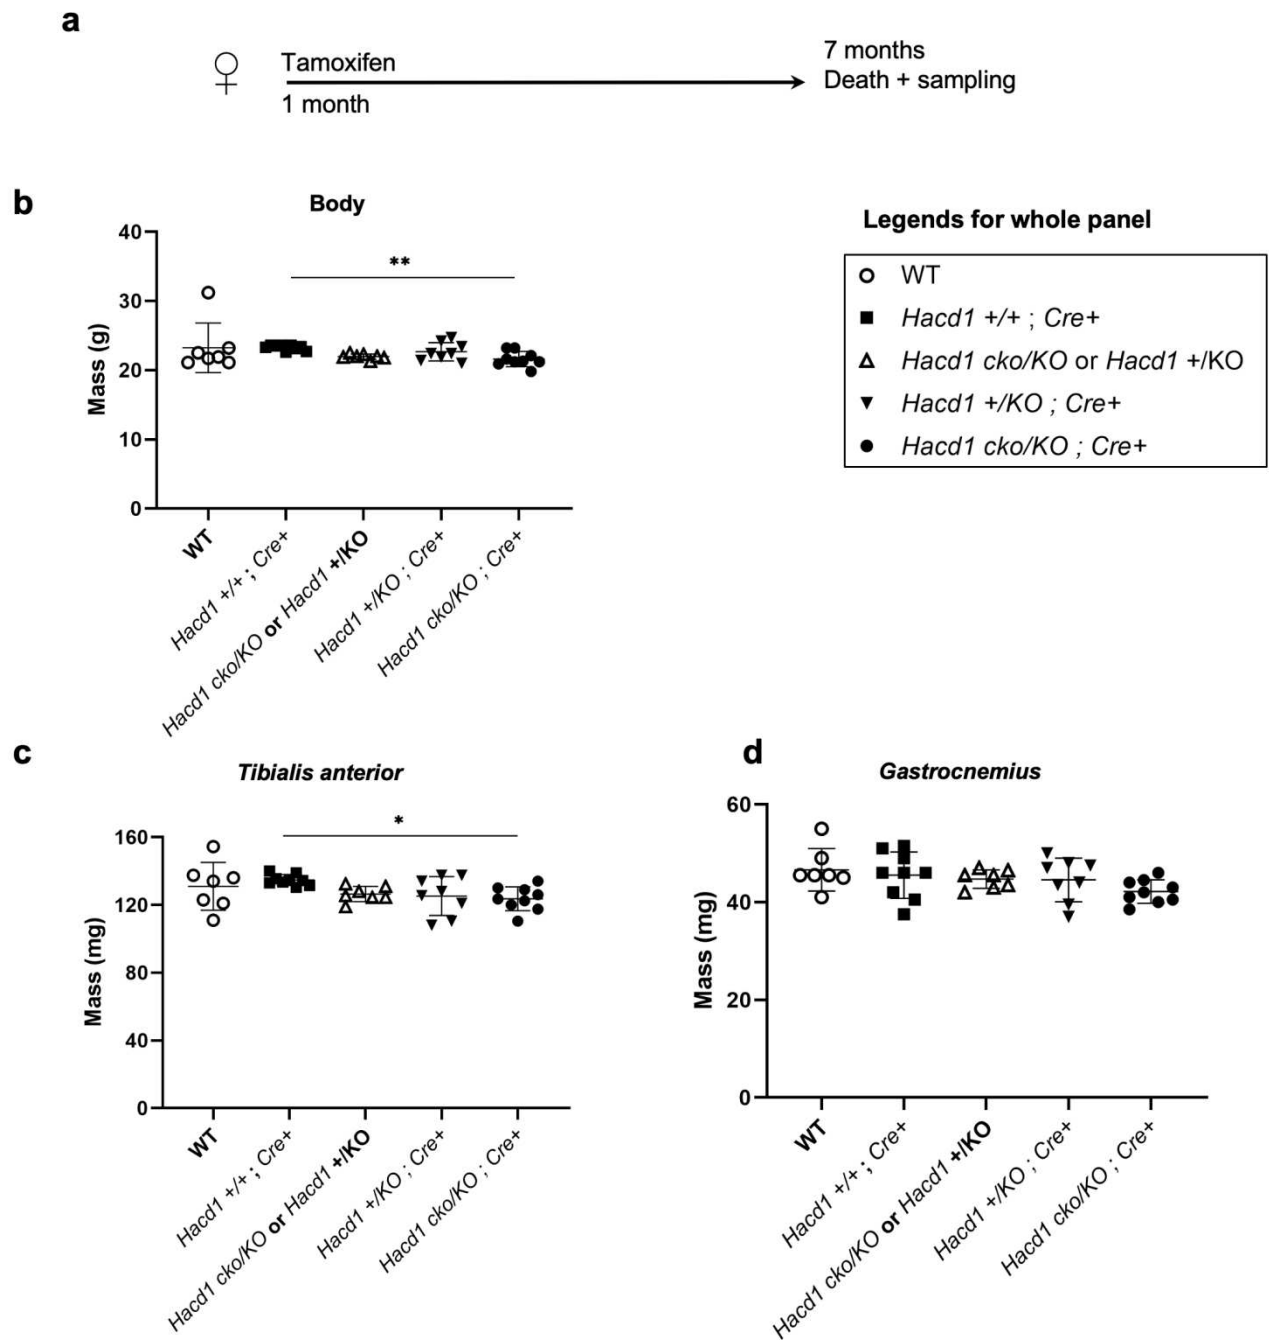 a
♀
Tamoxifen
1 month
7 months
Death + sampling
b
Body
Mass (g)
40
30
20
10
0
**
WT
Hacd1 +/+ ; Cre+
Hacd1 cko/KO or Hacd1 +/KO
Hacd1 +/KO ; Cre+
Hacd1 cko/KO ; Cre+
Legends for whole panel
WT
Hacd1 +/+ ; Cre+
Hacd1 cko/KO or Hacd1 +/KO
Hacd1 +/KO ; Cre+
Hacd1 cko/KO ; Cre+
c
Tibialis anterior
Mass (mg)
160
120
80
40
0
*
WT
Hacd1 +/+ ; Cre+
Hacd1 cko/KO or Hacd1 +/KO
Hacd1 +/KO ; Cre+
Hacd1 cko/KO ; Cre+
d
Gastrocnemius
Mass (mg)
60
40
20
0
WT
Hacd1 +/+ ; Cre+
Hacd1 cko/KO or Hacd1 +/KO
Hacd1 +/KO ; Cre+
Hacd1 cko/KO ; Cre+